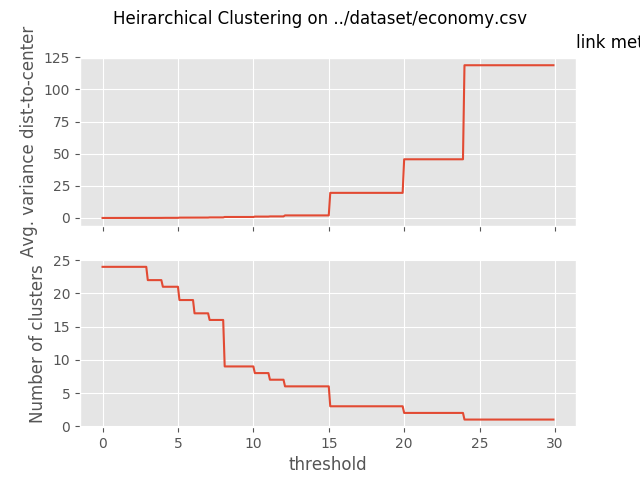 Heirarchical Clustering on ../dataset/economy.csv
link met
Avg. variance dist-to-center
125
100
75
50
25
0
Number of clusters
25
20
15
10
5
0
0 5 10 15 20 25 30
threshold